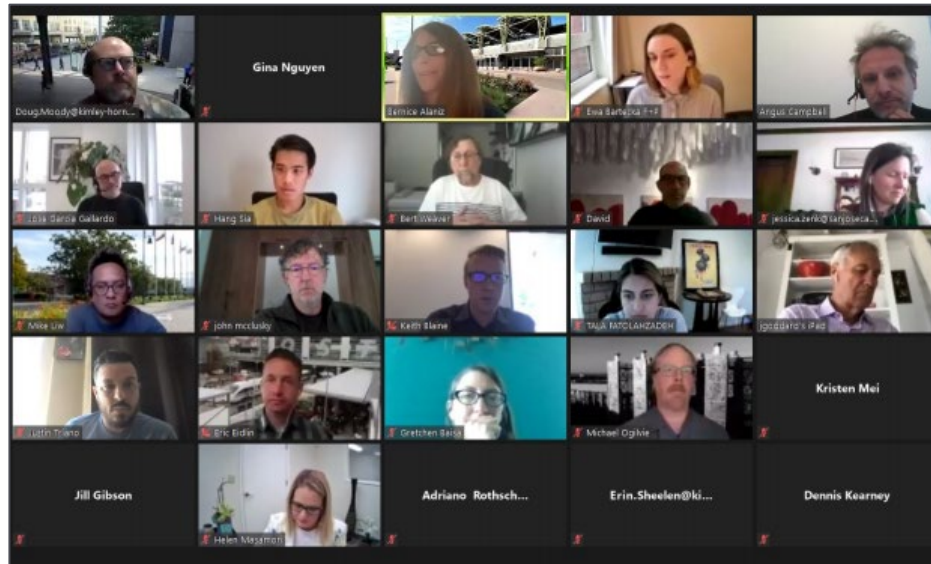 Doug.Moody@kimley-horn....
Gina Nguyen
Bernice Alaniz
Ewa Bartecka P+P
Angus Campbell
Jose Garcia Gallardo
Hang Sia
Bert Weaver
David
jessica.zenk@sanjoseca....
Mike Liw
john mcclusky
Keith Blaine
TALA FATOLAHZADEH
jgoddard's iPad
Justin Triano
Eric Eidlin
Gretchen Baisa
Michael Ogilvie
Kristen Mei
Jill Gibson
Helen Masamori
Adriano Rothsch...
Erin.Sheelen@ki...
Dennis Kearney